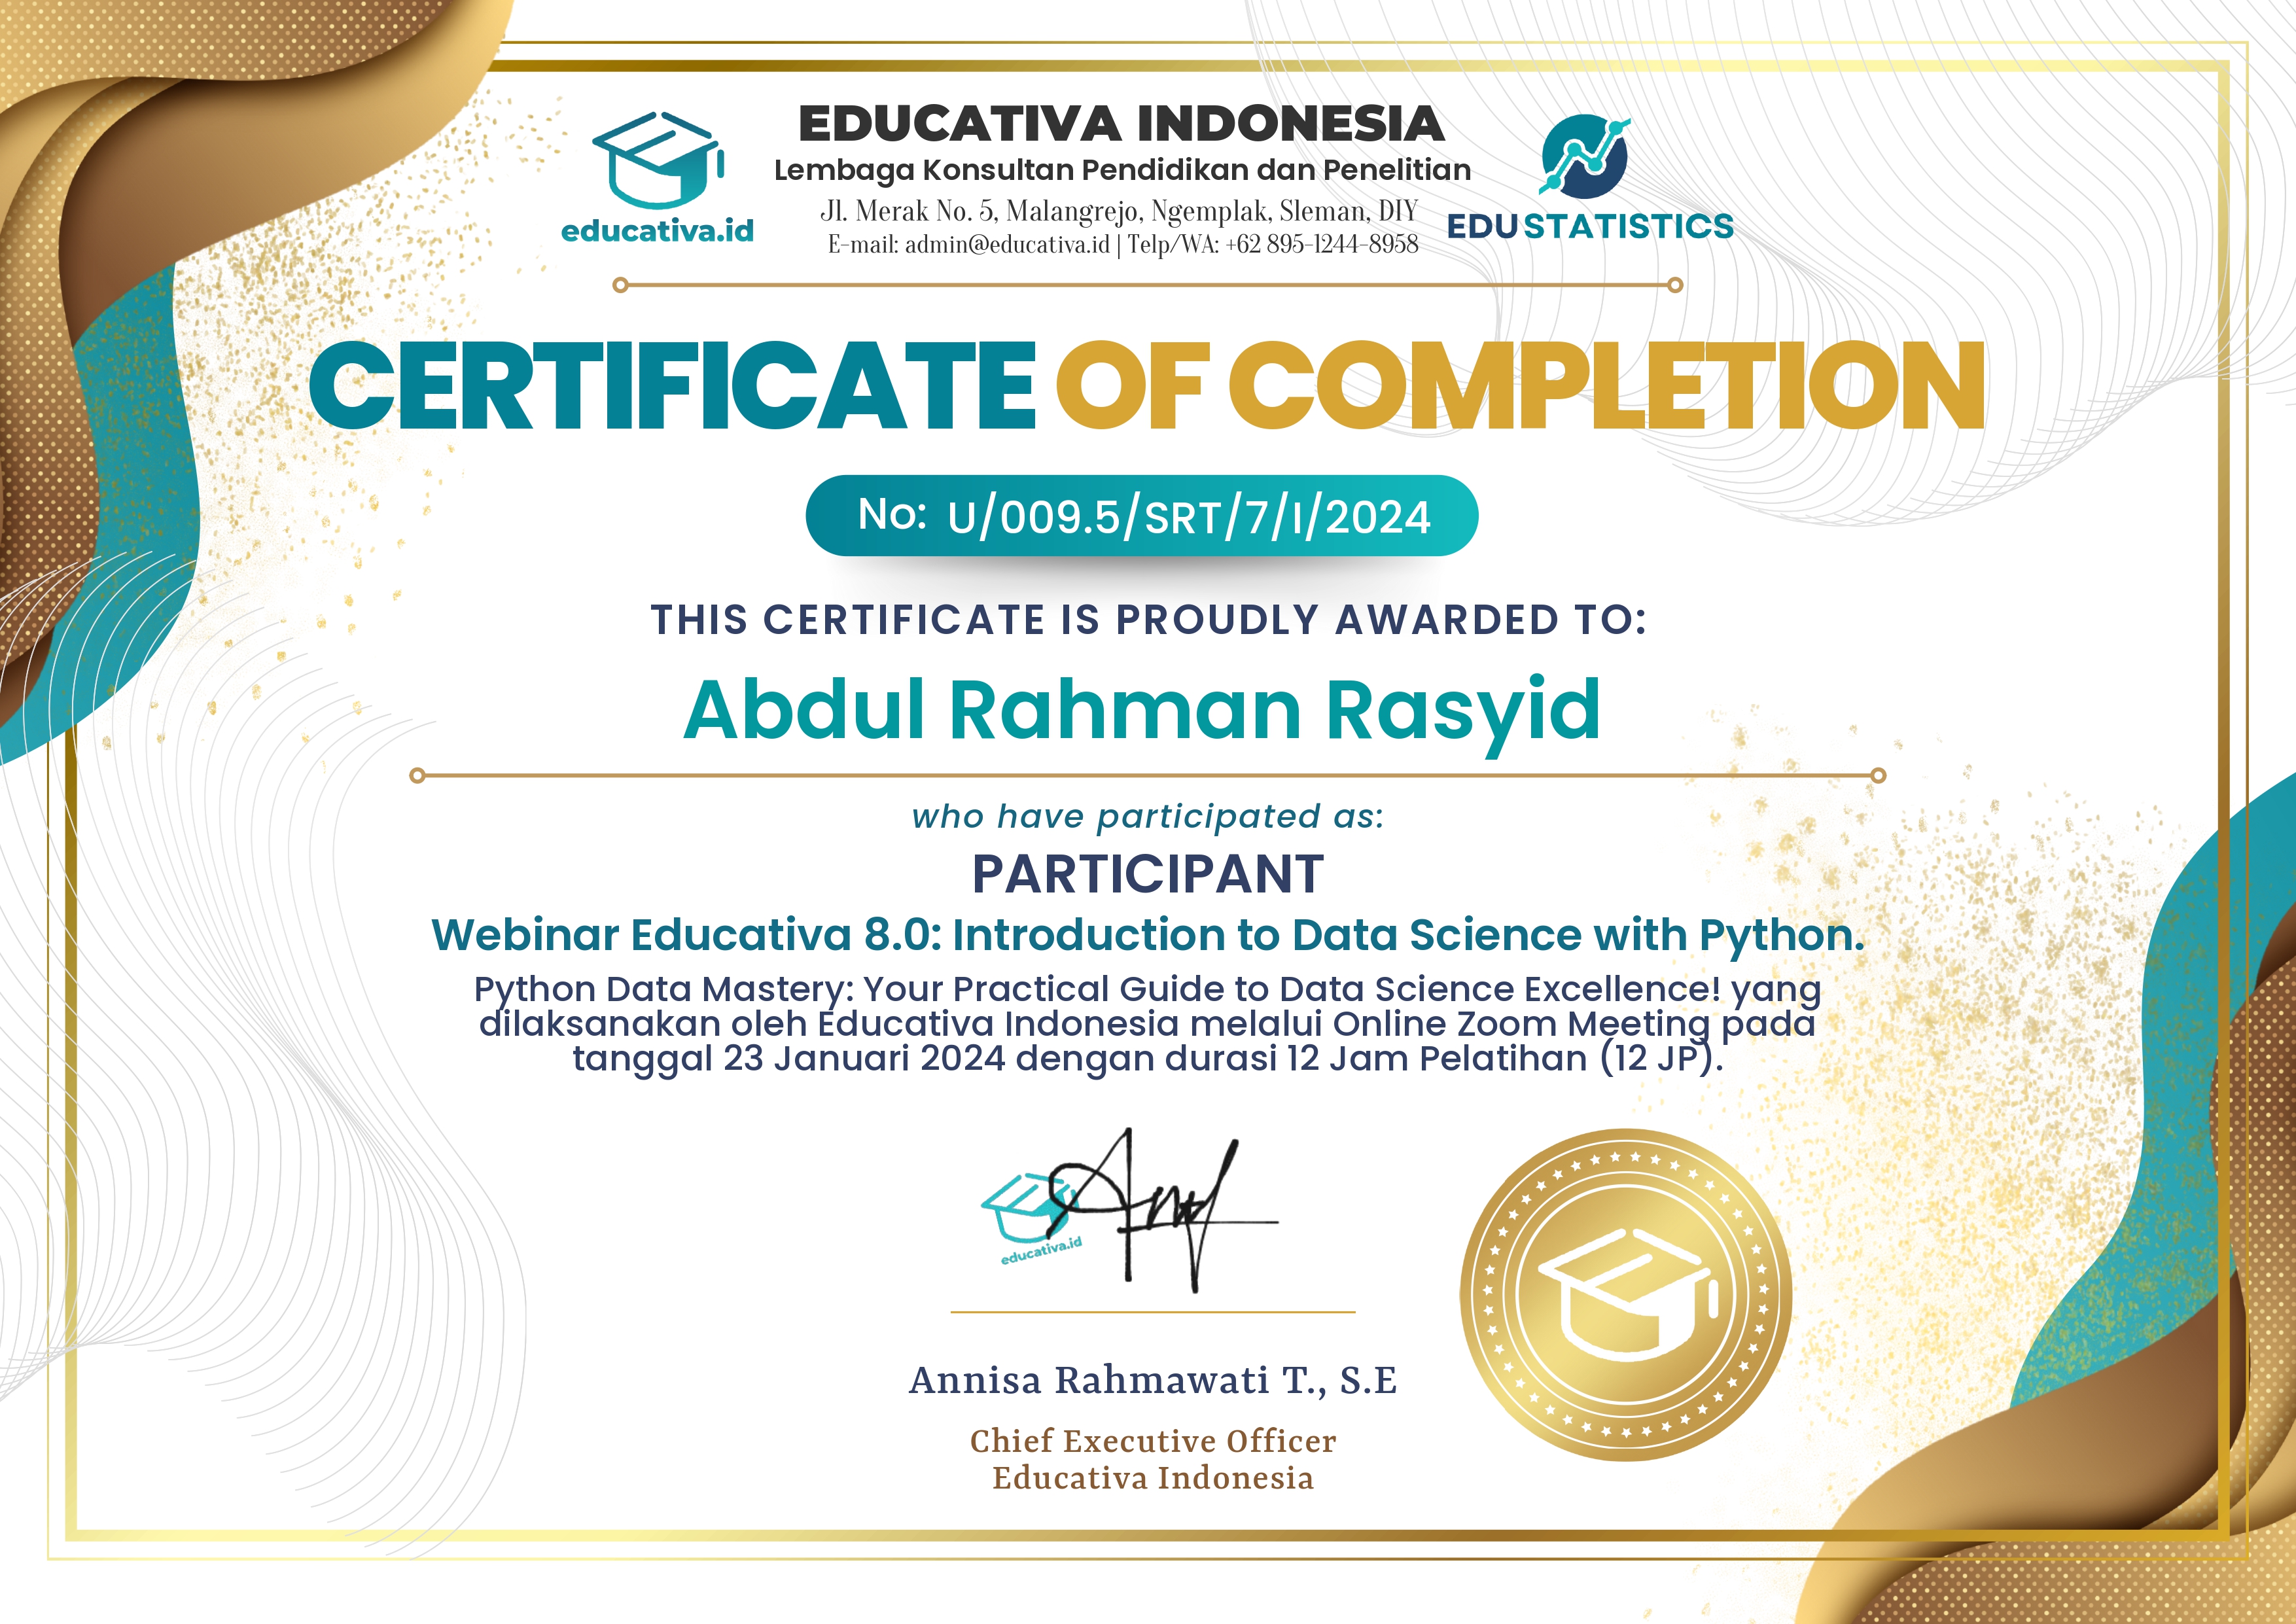 EDUCATIVA INDONESIA
Lembaga Konsultan Pendidikan dan Penelitian
Jl. Merak No. 5, Malangrejo, Ngemplak, Sleman, DIY
E-mail: admin@educativa.id | Telp/WA: +62 895-1244-8958
educativa.id
EDUSTATISTICS
CERTIFICATE OF COMPLETION
No: U/009.5/SRT/7/I/2024
THIS CERTIFICATE IS PROUDLY AWARDED TO:
Abdul Rahman Rasyid
who have participated as:
PARTICIPANT
Webinar Educativa 8.0: Introduction to Data Science with Python.
Python Data Mastery: Your Practical Guide to Data Science Excellence! yang
dilaksanakan oleh Educativa Indonesia melalui Online Zoom Meeting pada
tanggal 23 Januari 2024 dengan durasi 12 Jam Pelatihan (12 JP).
educativa.id
Annisa Rahmawati T., S.E
Chief Executive Officer
Educativa Indonesia